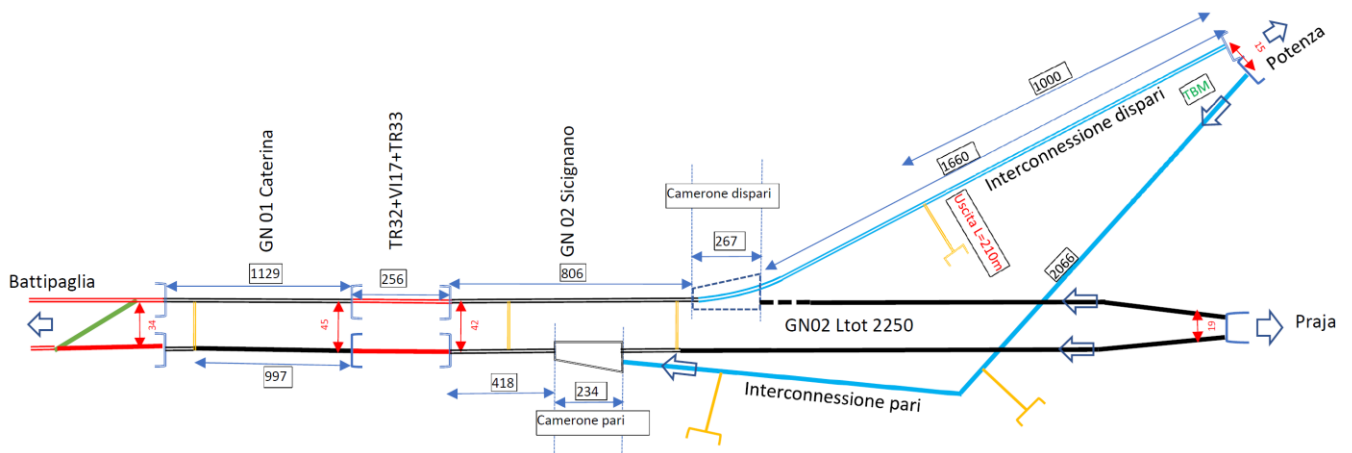 1000
Potenza
15
TBM
1660
Interconnessione dispari
GN 01 Caterina
TR32+VI17+TR33
GN 02 Sicignano
Camerone dispari
Uscita L=210m
267
2066
Battipaglia
1129
256
806
34
45
42
GN02 Ltot 2250
19
Praja
997
418
234
Interconnessione pari
Camerone pari